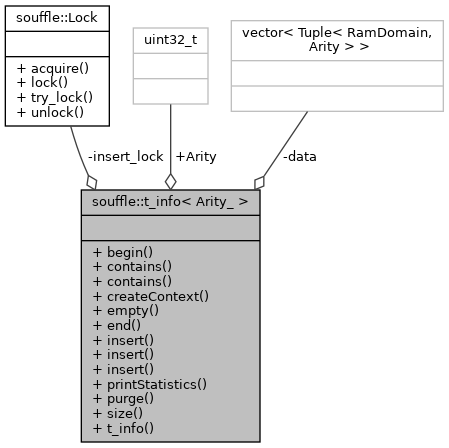 souffle::Lock
+ acquire()
+ lock()
+ try_lock()
+ unlock()
uint32_t
vector< Tuple< RamDomain,
Arity > >
-insert_lock
+Arity
-data
souffle::t_info< Arity_ >
+ begin()
+ contains()
+ contains()
+ createContext()
+ empty()
+ end()
+ insert()
+ insert()
+ insert()
+ printStatistics()
+ purge()
+ size()
+ t_info()